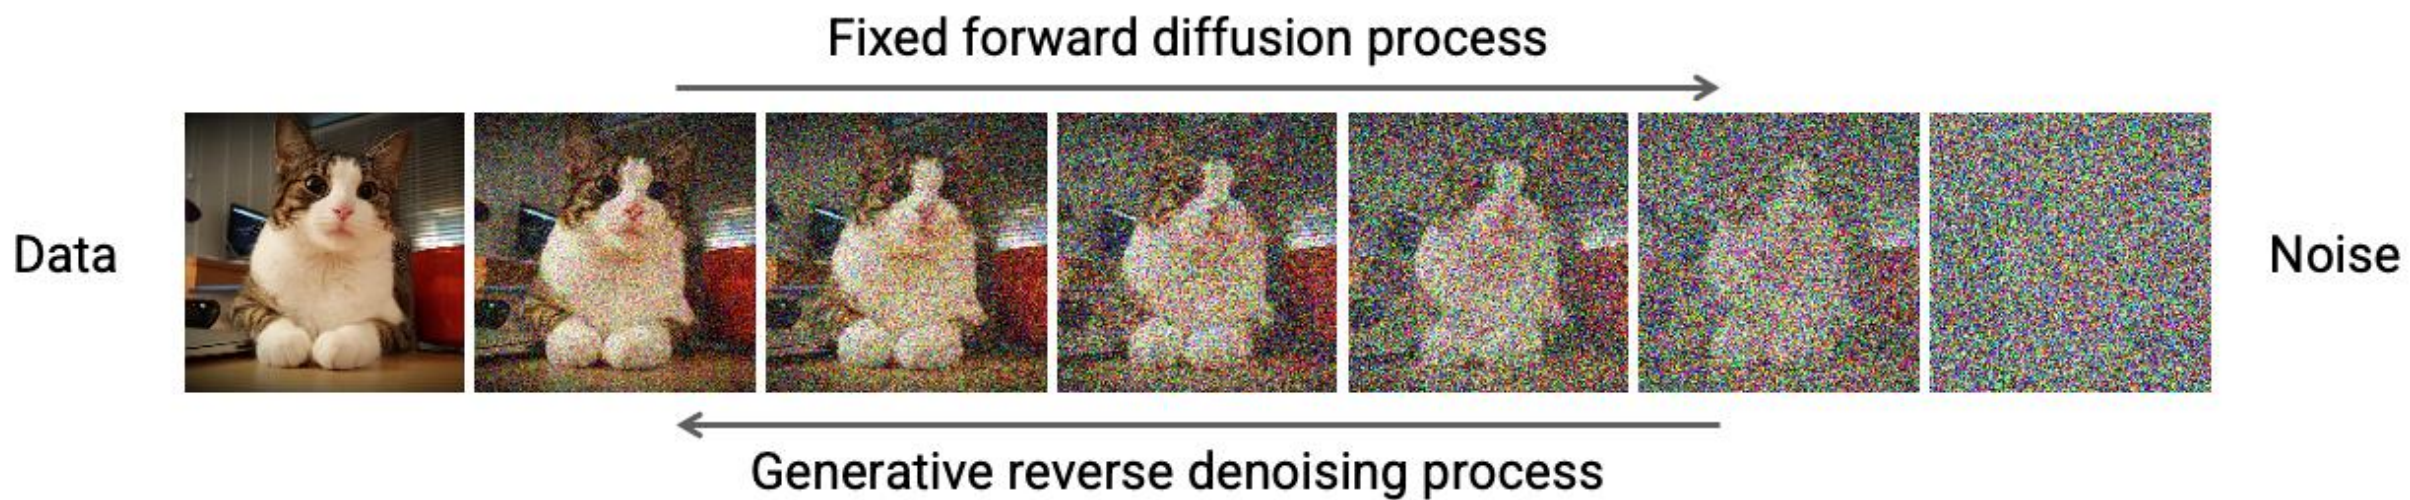 Fixed forward diffusion process
Data
Noise
Generative reverse denoising process